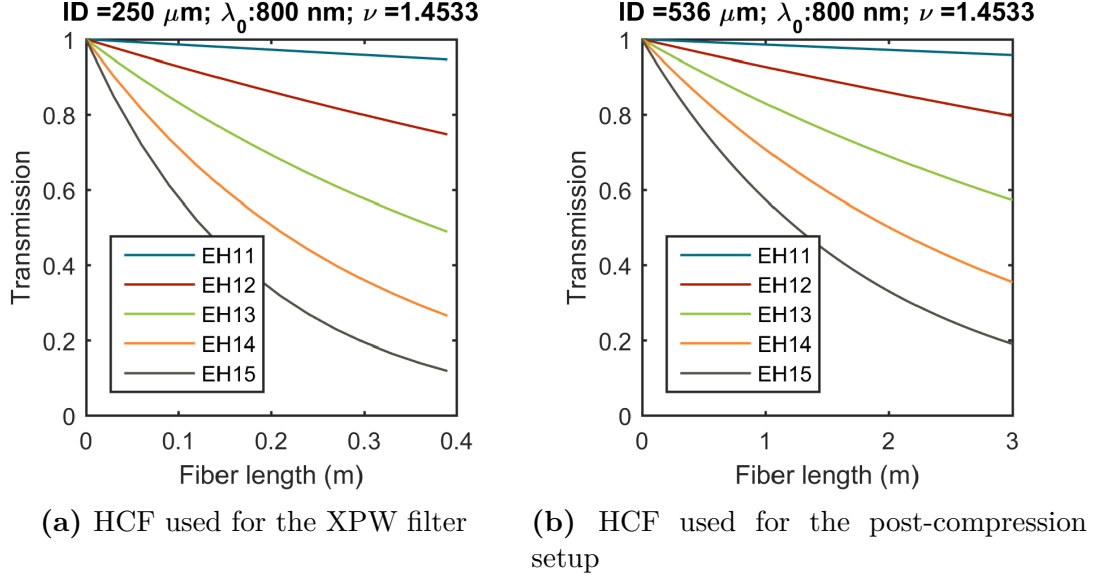 ID =250 μm; λ0:800 nm; ν =1.4533
1
0.8
0.6
0.4
0.2
0
Transmission
EH11
EH12
EH13
EH14
EH15
0 0.1 0.2 0.3 0.4
Fiber length (m)
(a) HCF used for the XPW filter
ID =536 μm; λ0:800 nm; ν =1.4533
1
0.8
0.6
0.4
0.2
0
Transmission
EH11
EH12
EH13
EH14
EH15
0 1 2 3
Fiber length (m)
(b) HCF used for the post-compression
setup